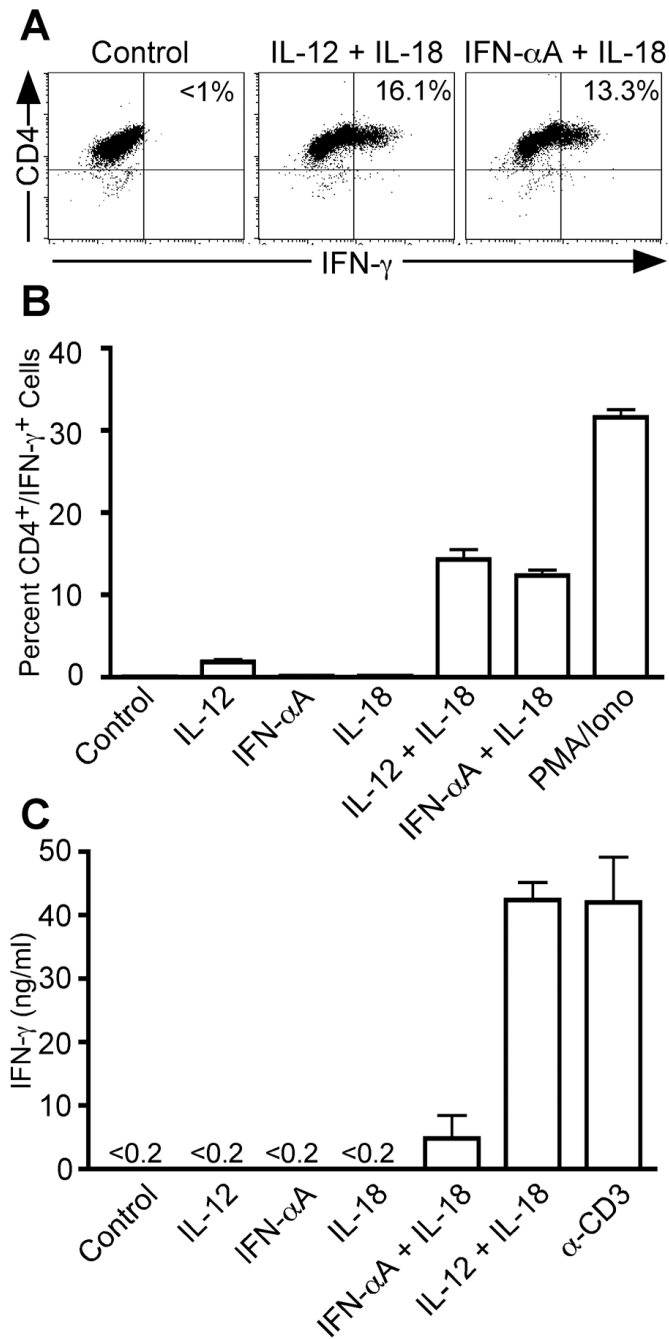 A
Control
IL-12 + IL-18
IFN-αA + IL-18
<1%
16.1%
13.3%
CD4
IFN-γ
B
Percent CD4⁺/IFN-γ⁺ Cells
40
30
20
10
0
Control
IL-12
IFN-αA
IL-18
IL-12 + IL-18
IFN-αA + IL-18
PMA/Iono
C
IFN-γ (ng/ml)
50
40
30
20
10
0
<0.2
<0.2
<0.2
<0.2
Control
IL-12
IFN-αA
IL-18
IFN-αA + IL-18
IL-12 + IL-18
α-CD3